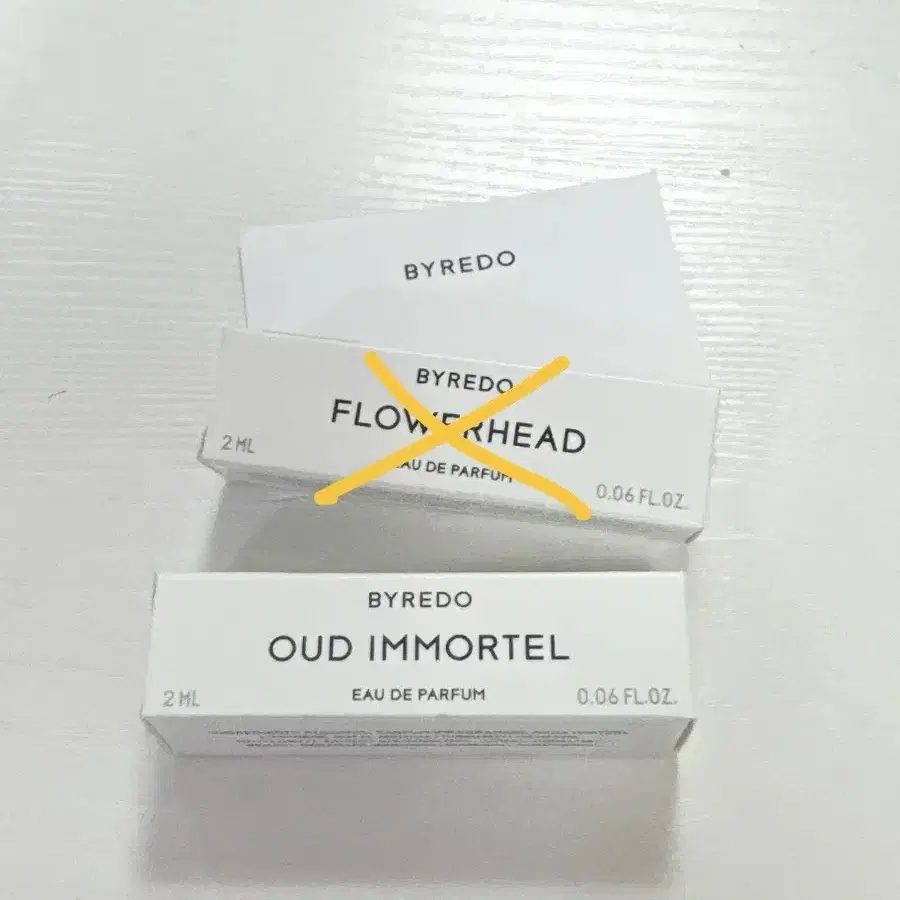 BYREDO
BYREDO
FLOWERHEAD
EAU DE PARFUM
2 ML
0.06 FL.OZ.
BYREDO
OUD IMMORTEL
EAU DE PARFUM
2 ML
0.06 FL.OZ.